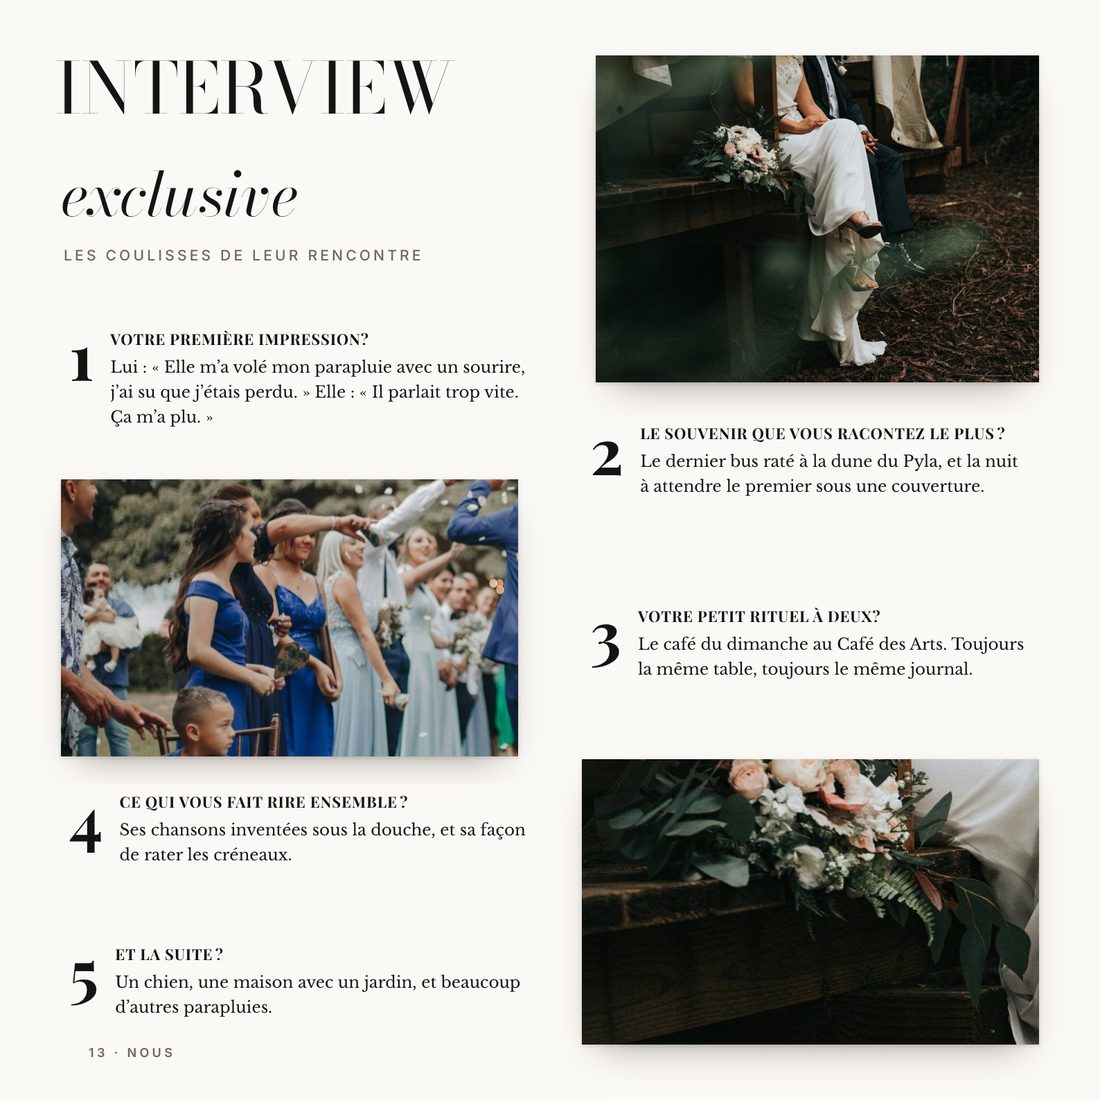 INTERVIEW
exclusive
LES COULISSES DE LEUR RENCONTRE
1
VOTRE PREMIÈRE IMPRESSION?
Lui : « Elle m’a volé mon parapluie avec un sourire,
j’ai su que j’étais perdu. » Elle : « Il parlait trop vite.
Ça m’a plu. »
2
LE SOUVENIR QUE VOUS RACONTEZ LE PLUS ?
Le dernier bus raté à la dune du Pyla, et la nuit
à attendre le premier sous une couverture.
3
VOTRE PETIT RITUEL À DEUX?
Le café du dimanche au Café des Arts. Toujours
la même table, toujours le même journal.
4
CE QUI VOUS FAIT RIRE ENSEMBLE ?
Ses chansons inventées sous la douche, et sa façon
de rater les créneaux.
5
ET LA SUITE ?
Un chien, une maison avec un jardin, et beaucoup
d’autres parapluies.
13 · NOUS